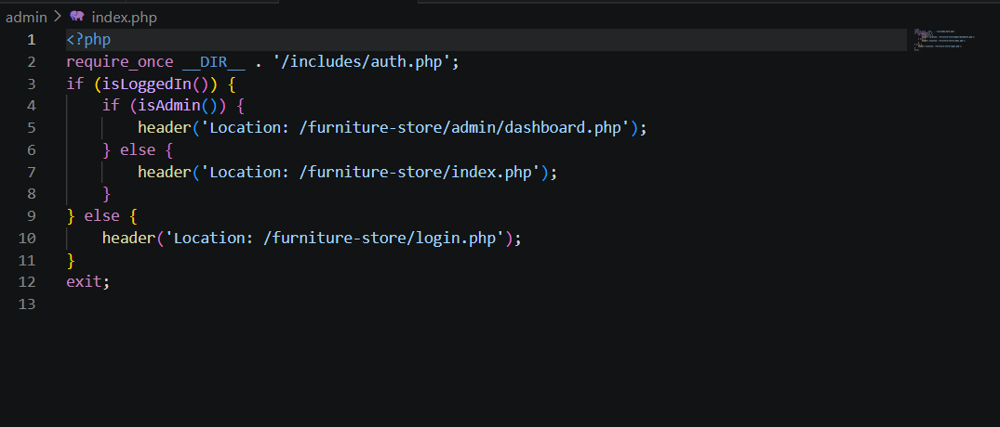 admin > index.php
1 <?php
2 require_once __DIR__ . '/includes/auth.php';
3 if (isLoggedIn()) {
4     if (isAdmin()) {
5         header('Location: /furniture-store/admin/dashboard.php');
6     } else {
7         header('Location: /furniture-store/index.php');
8     }
9 } else {
10     header('Location: /furniture-store/login.php');
11 }
12 exit;
13